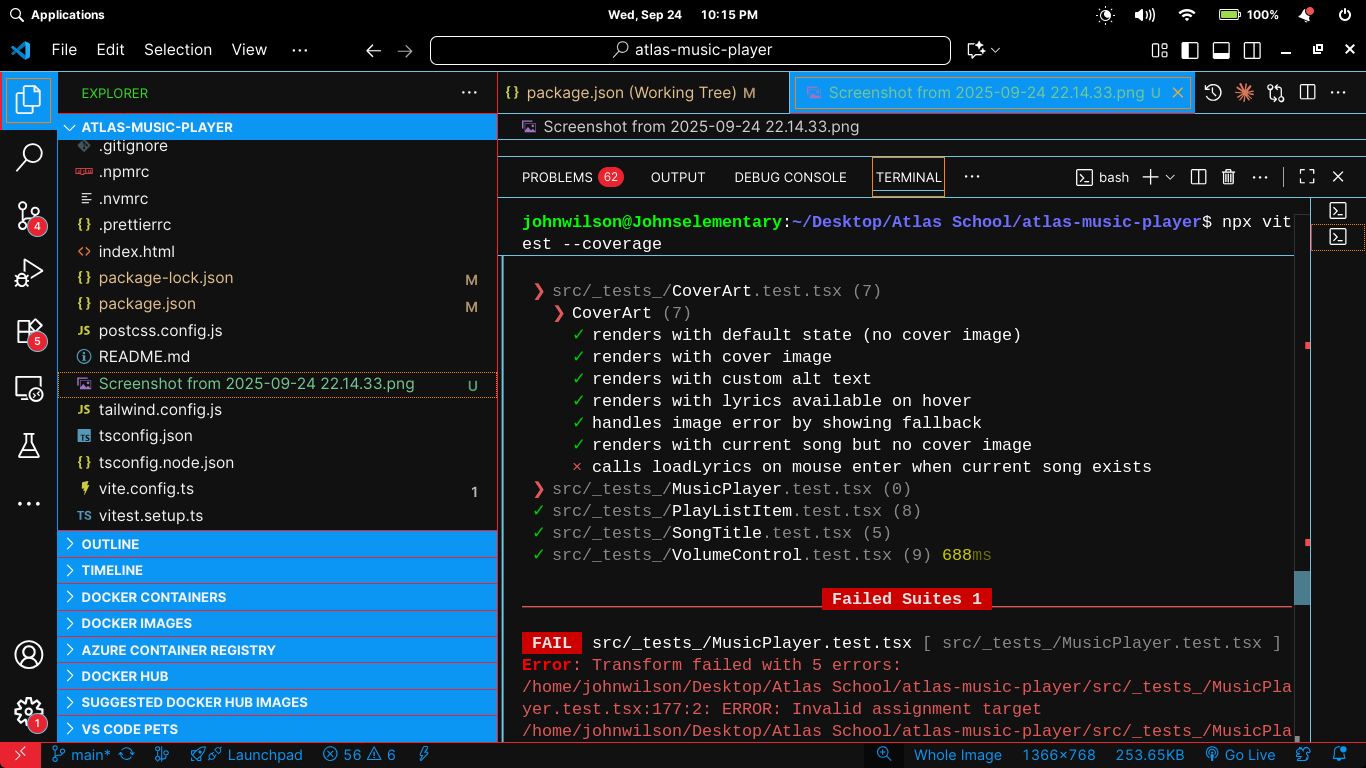 Applications
Wed, Sep 24 10:15 PM
100%
File Edit Selection View
atlas-music-player
EXPLORER
ATLAS-MUSIC-PLAYER
.gitignore
.npmrc
.nvmrc
.prettierrc
index.html
package-lock.json M
package.json M
postcss.config.js
README.md
Screenshot from 2025-09-24 22.14.33.png U
tailwind.config.js
tsconfig.json
tsconfig.node.json
vite.config.ts 1
vitest.setup.ts
OUTLINE
TIMELINE
DOCKER CONTAINERS
DOCKER IMAGES
AZURE CONTAINER REGISTRY
DOCKER HUB
SUGGESTED DOCKER HUB IMAGES
VS CODE PETS
4
5
1
package.json (Working Tree) M
Screenshot from 2025-09-24 22.14.33.png U
Screenshot from 2025-09-24 22.14.33.png
PROBLEMS 62 OUTPUT DEBUG CONSOLE TERMINAL
bash
johnwilson@Johnselementary:~/Desktop/Atlas School/atlas-music-player$ npx vit
est --coverage
❯ src/_tests_/CoverArt.test.tsx (7)
❯ CoverArt (7)
✓ renders with default state (no cover image)
✓ renders with cover image
✓ renders with custom alt text
✓ renders with lyrics available on hover
✓ handles image error by showing fallback
✓ renders with current song but no cover image
× calls loadLyrics on mouse enter when current song exists
❯ src/_tests_/MusicPlayer.test.tsx (0)
✓ src/_tests_/PlayListItem.test.tsx (8)
✓ src/_tests_/SongTitle.test.tsx (5)
✓ src/_tests_/VolumeControl.test.tsx (9) 688ms
Failed Suites 1
FAIL src/_tests_/MusicPlayer.test.tsx [ src/_tests_/MusicPlayer.test.tsx ]
Error: Transform failed with 5 errors:
/home/johnwilson/Desktop/Atlas School/atlas-music-player/src/_tests_/MusicPla
yer.test.tsx:177:2: ERROR: Invalid assignment target
/home/johnwilson/Desktop/Atlas School/atlas-music-player/src/_tests_/MusicPla
main* Launchpad 56 6
Whole Image 1366×768 253.65KB Go Live